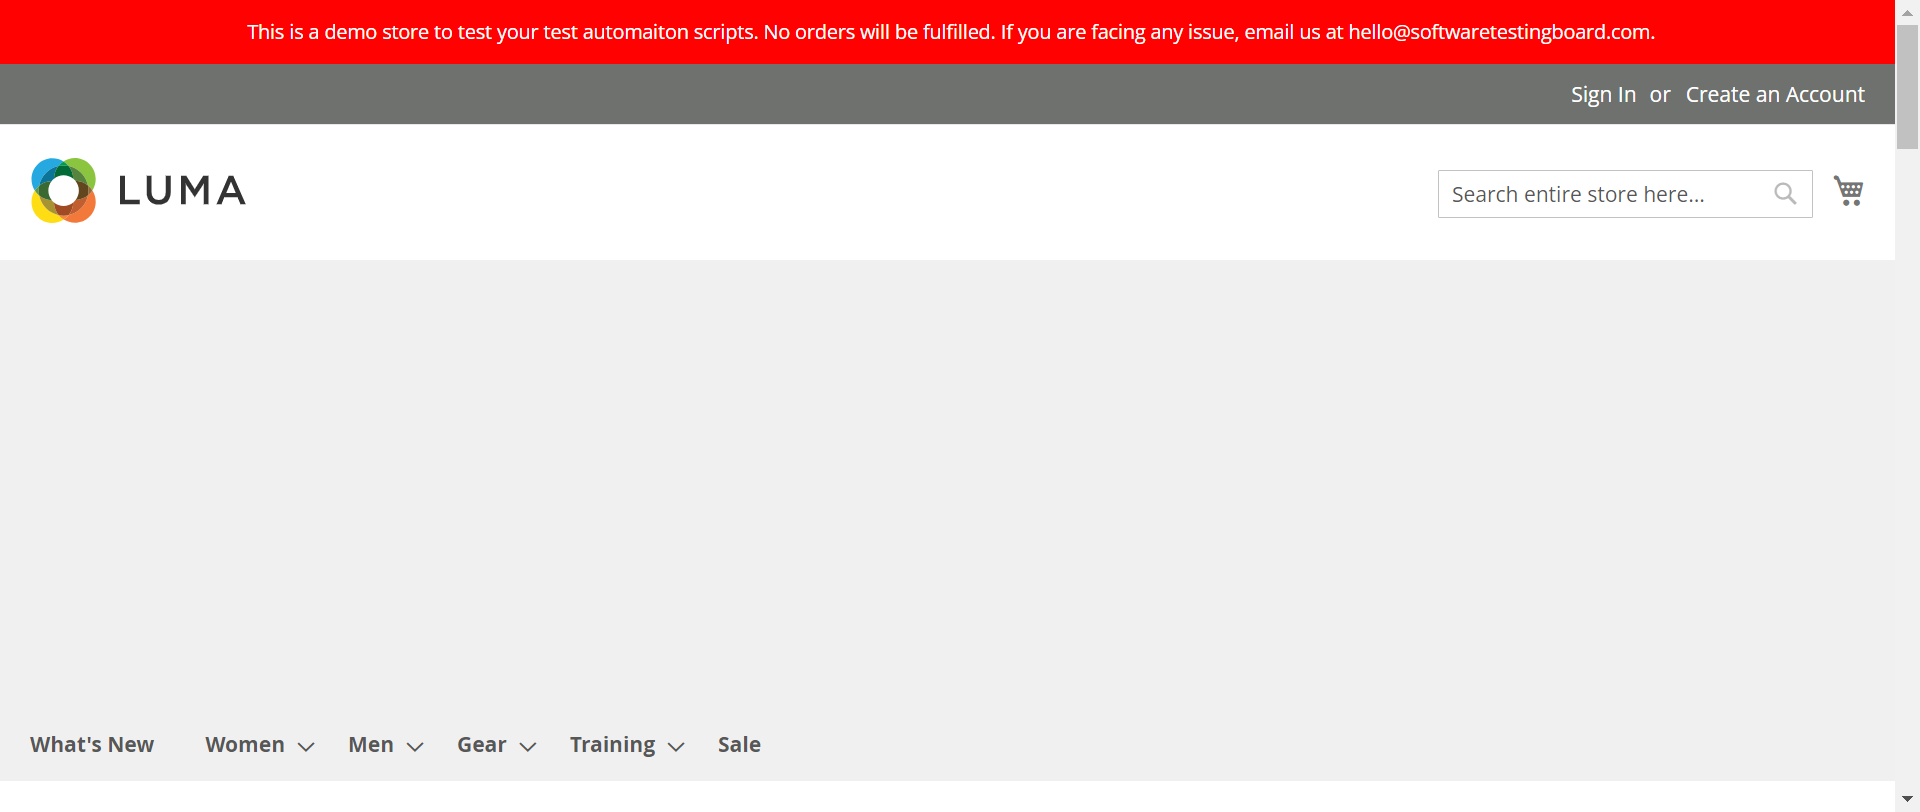 This is a demo store to test your test automaiton scripts. No orders will be fulfilled. If you are facing any issue, email us at hello@softwaretestingboard.com.
Sign In or Create an Account
LUMA
Search entire store here...
What's New Women Men Gear Training Sale